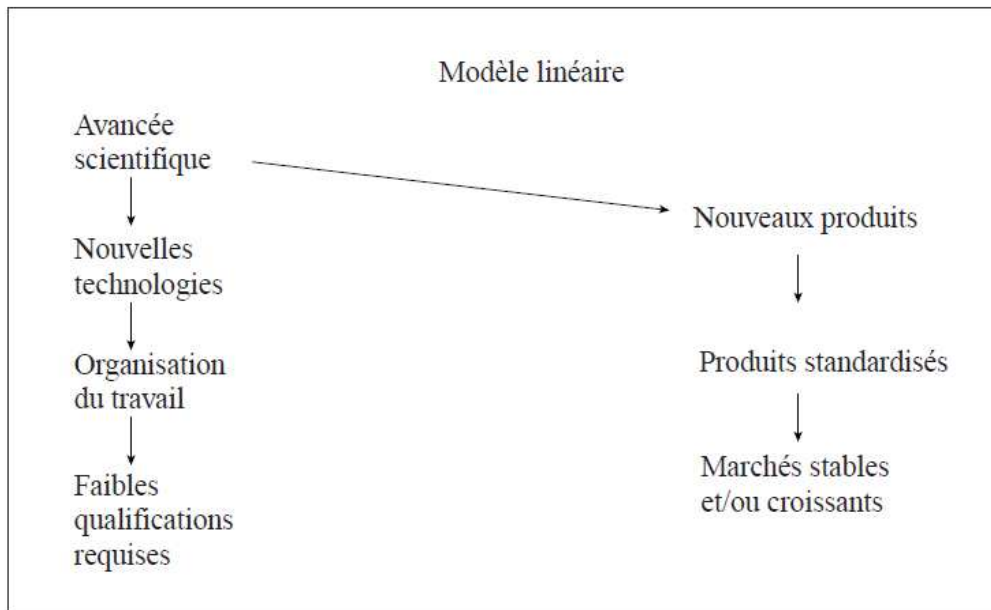 Modèle linéaire
Avancée
scientifique
Nouvelles
technologies
Organisation
du travail
Faibles
qualifications
requises
Nouveaux produits
Produits standardisés
Marchés stables
et/ou croissants